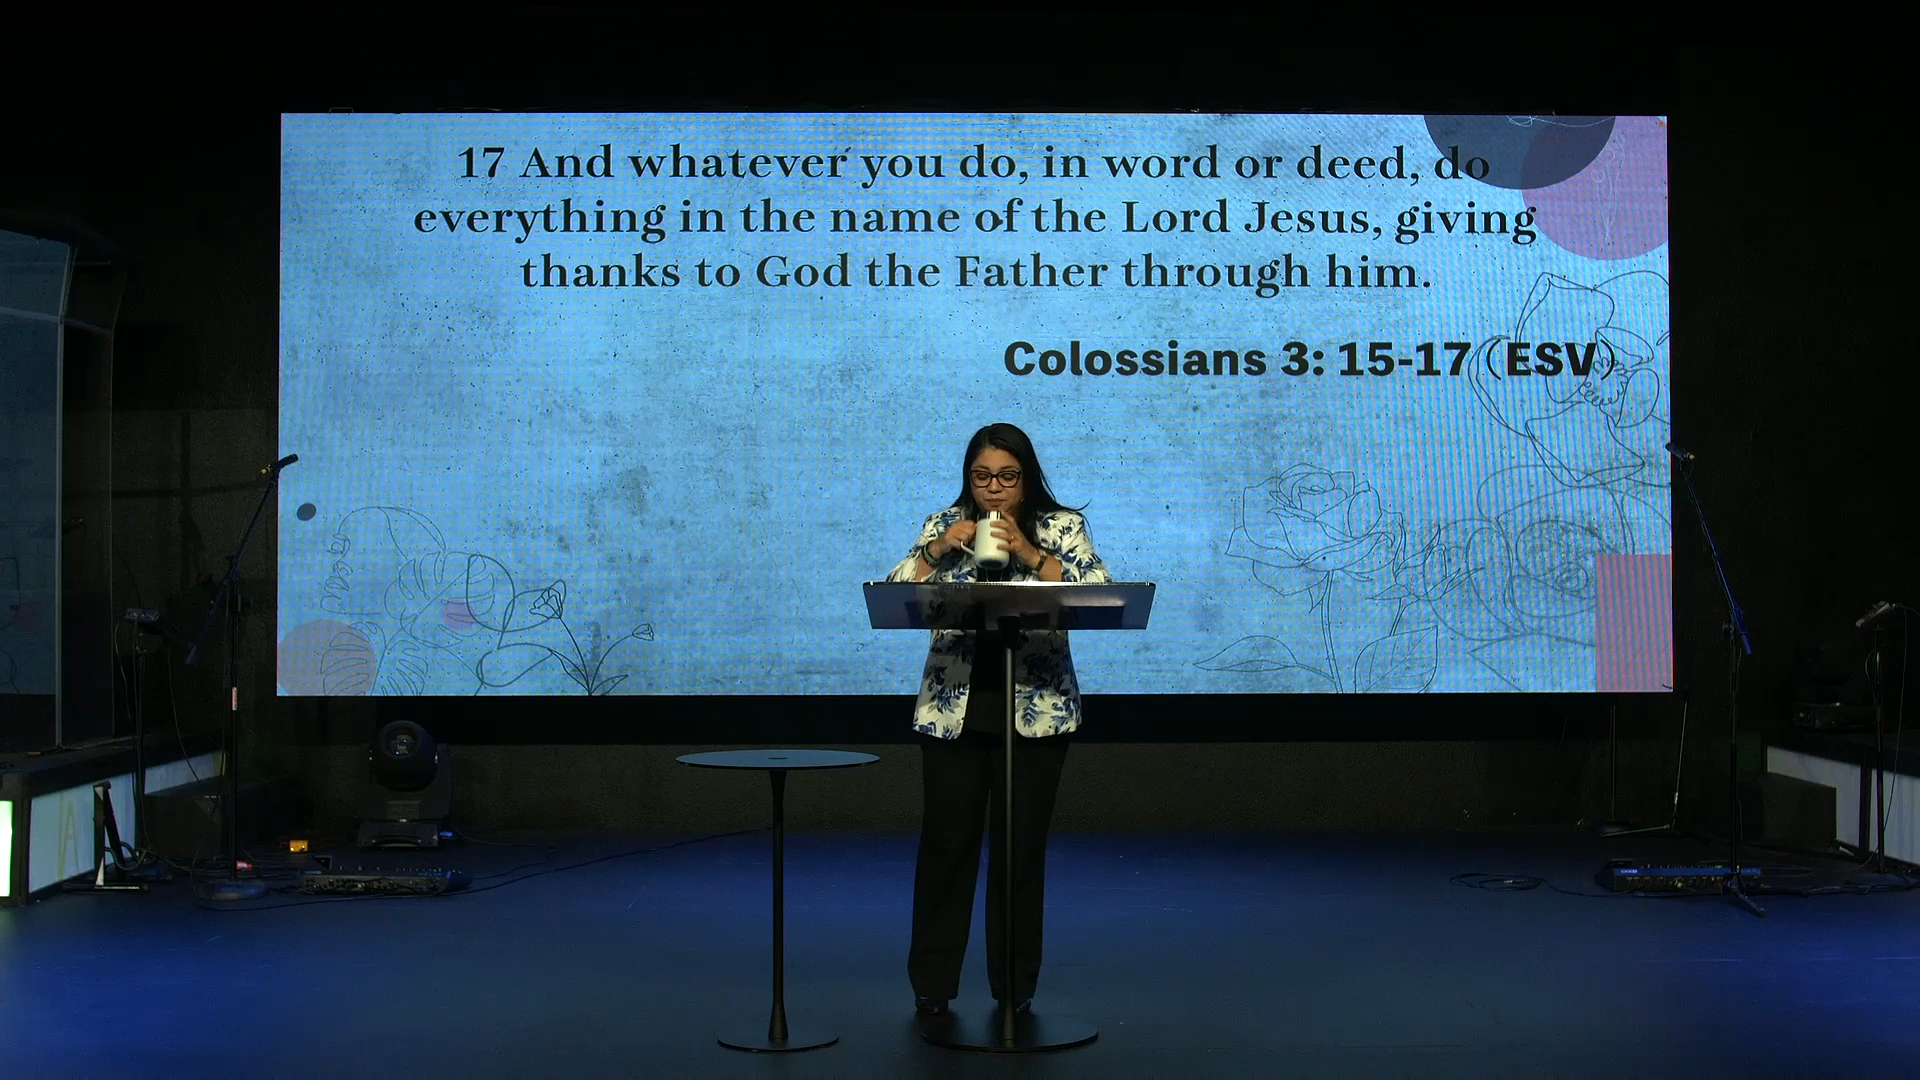 17 And whatever you do, in word or deed, do
everything in the name of the Lord Jesus, giving
thanks to God the Father through him.
Colossians 3: 15-17 (ESV)